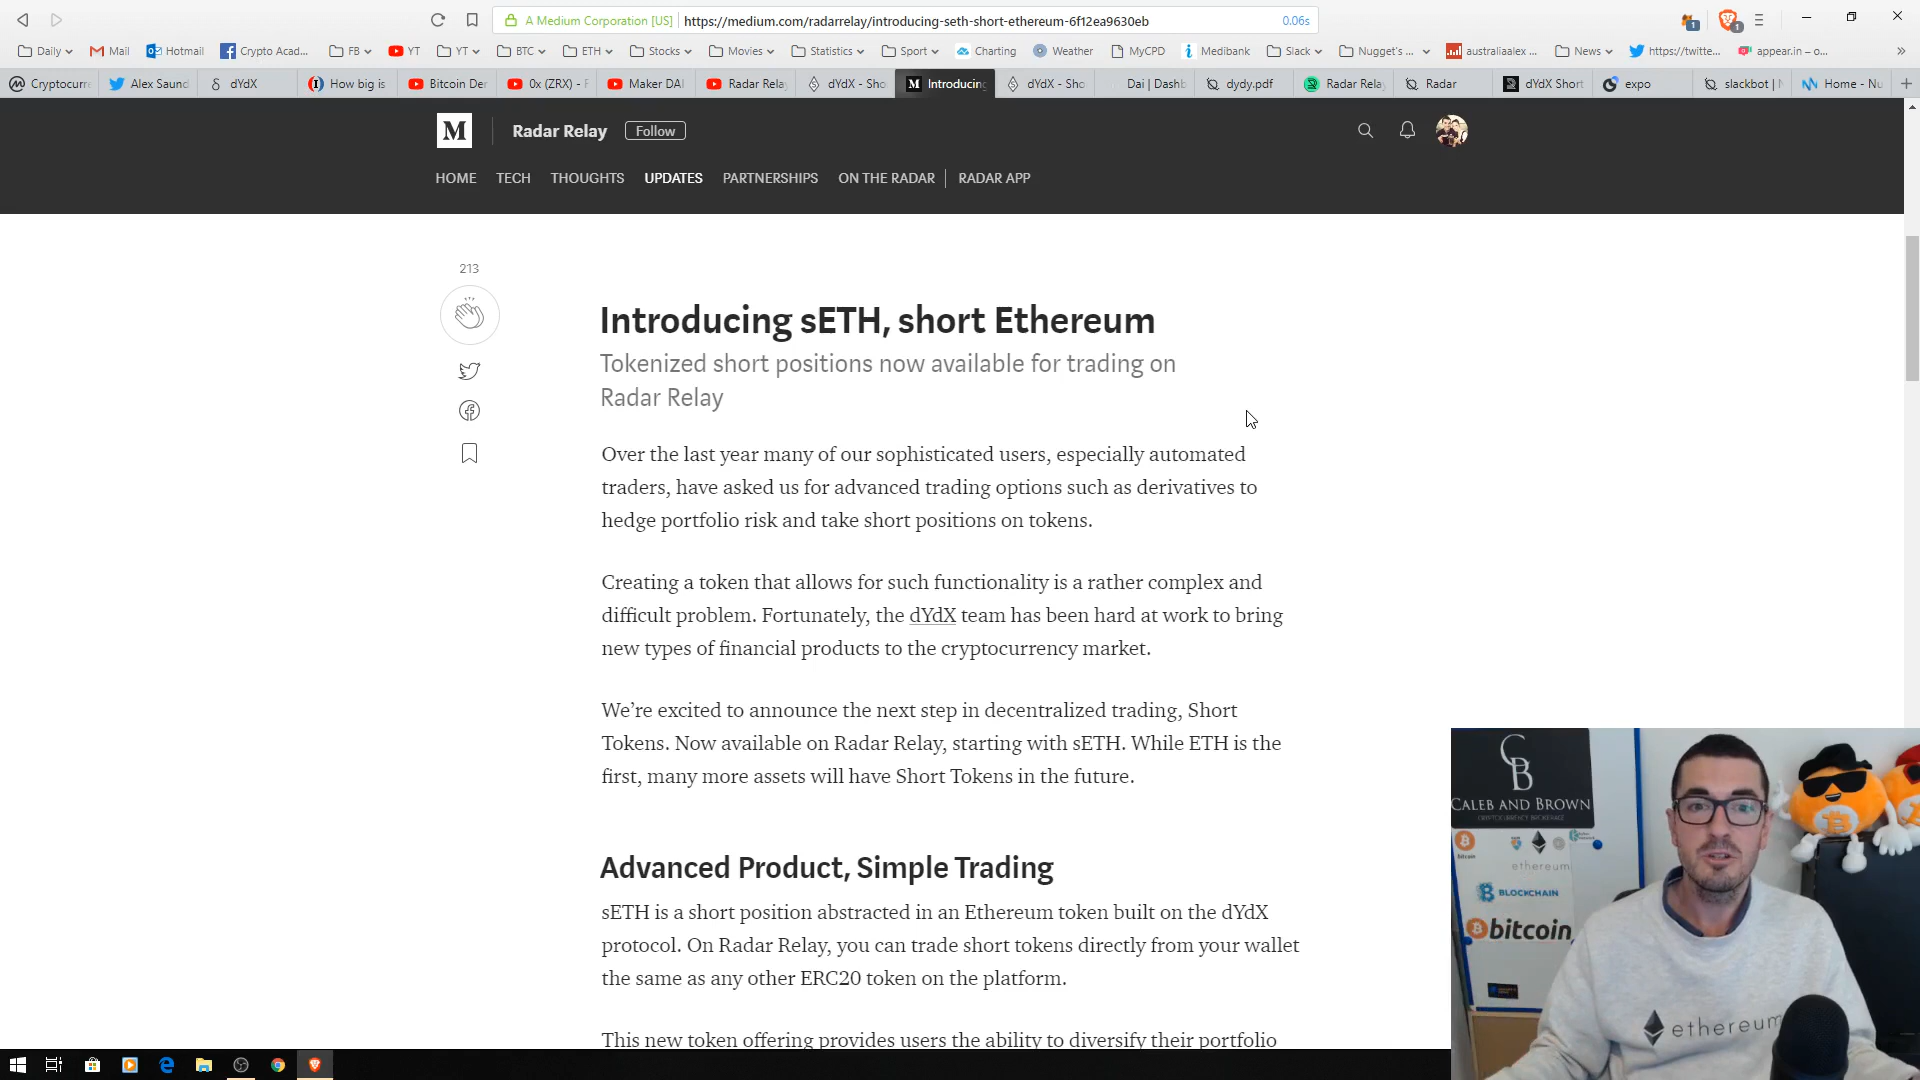 A Medium Corporation [US]
https://medium.com/radarrelay/introducing-seth-short-ethereum-6f12ea9630eb
0.06s
Daily
Mail
Hotmail
Crypto Acad...
FB
YT
YT
BTC
ETH
Stocks
Movies
Statistics
Sport
Charting
Weather
MyCPD
Medibank
Slack
Nugget's ...
australiaalex ...
News
https://twitte...
appear.in – o...
Cryptocurr
Alex Saund
dYdX
How big is
Bitcoin Der
0x (ZRX) - F
Maker DAI
Radar Rela
dYdX - Sho
Introducing
dYdX - Sho
Dai | Dashb
dydy.pdf
Radar Rela
Radar
dYdX Short
expo
slackbot | N
Home - Nu
M
Radar Relay
Follow
HOME
TECH
THOUGHTS
UPDATES
PARTNERSHIPS
ON THE RADAR
RADAR APP
213
Introducing sETH, short Ethereum
Tokenized short positions now available for trading on
Radar Relay
Over the last year many of our sophisticated users, especially automated
traders, have asked us for advanced trading options such as derivatives to
hedge portfolio risk and take short positions on tokens.
Creating a token that allows for such functionality is a rather complex and
difficult problem. Fortunately, the dYdX team has been hard at work to bring
new types of financial products to the cryptocurrency market.
We’re excited to announce the next step in decentralized trading, Short
Tokens. Now available on Radar Relay, starting with sETH. While ETH is the
first, many more assets will have Short Tokens in the future.
Advanced Product, Simple Trading
sETH is a short position abstracted in an Ethereum token built on the dYdX
protocol. On Radar Relay, you can trade short tokens directly from your wallet
the same as any other ERC20 token on the platform.
This new token offering provides users the ability to diversify their portfolio
CB
CALEB AND BROWN
CRYPTOCURRENCY BROKERAGE
bitcoin
ethereum
BLOCKCHAIN
bitcoin
ethereum